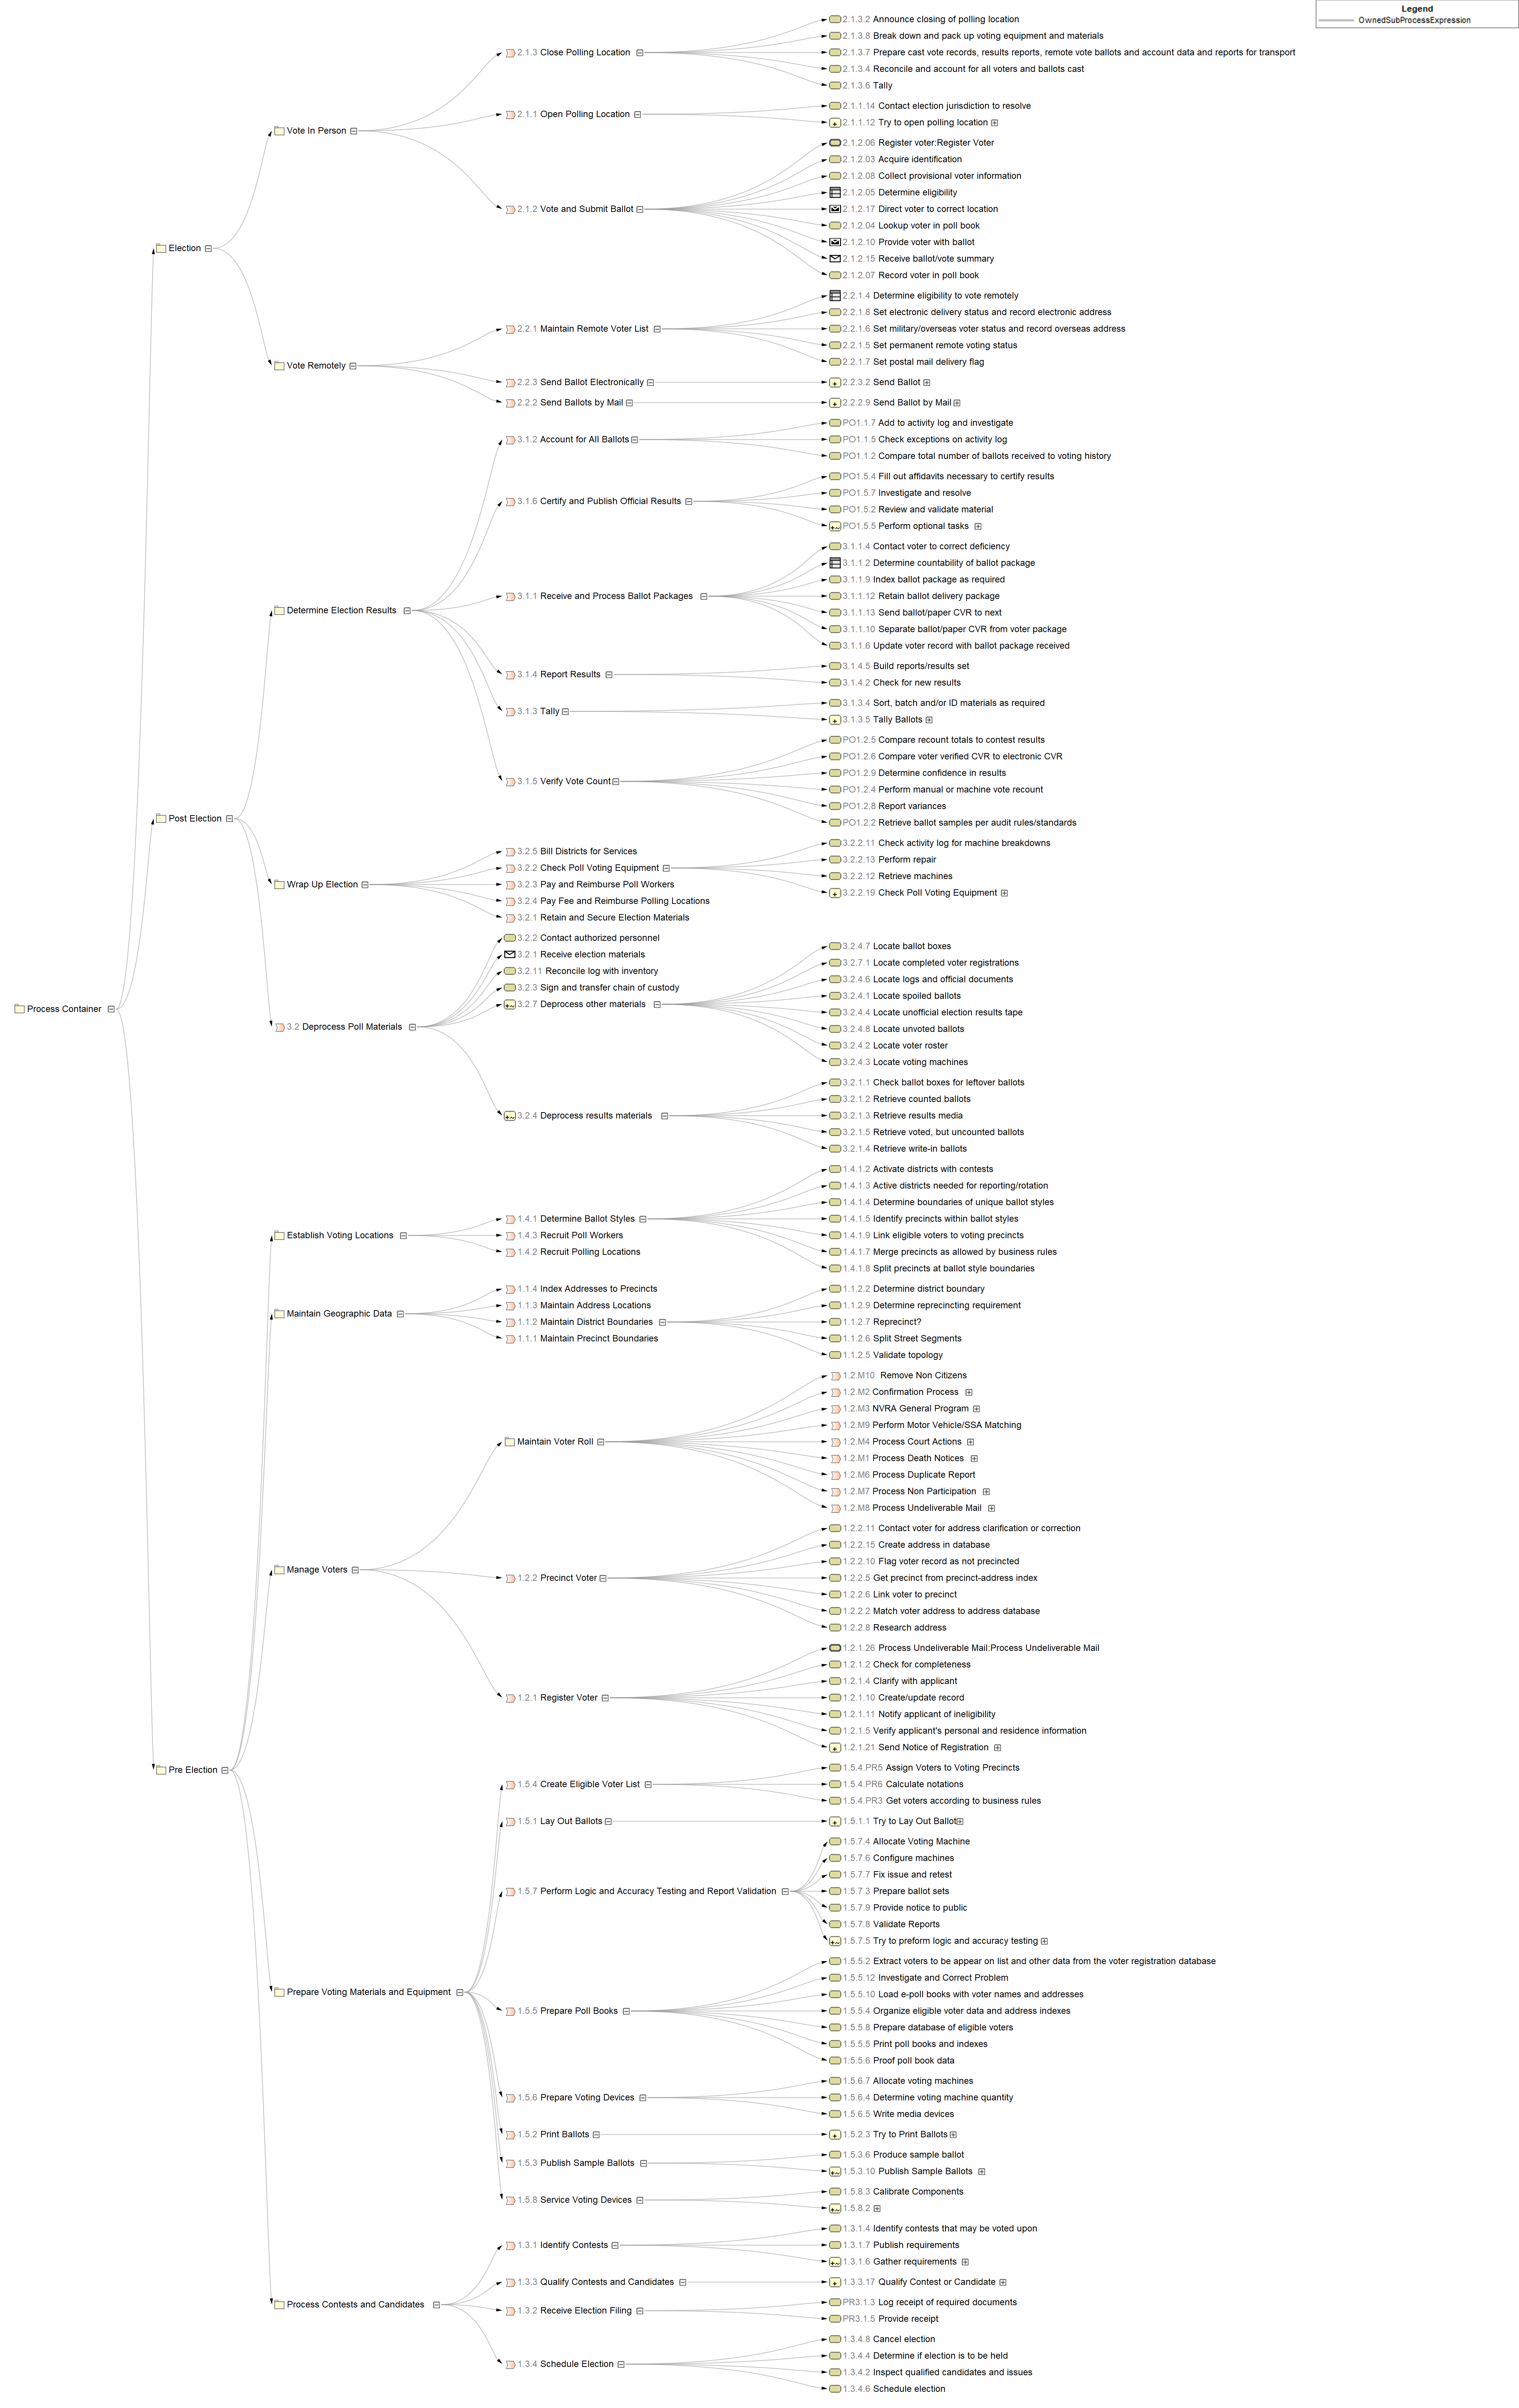 Legend
OwnedSubProcessExpression
2.1.3.2 Announce closing of polling location
2.1.3.8 Break down and pack up voting equipment and materials
2.1.3 Close Polling Location
2.1.3.7 Prepare cast vote records, results reports, remote vote ballots and account data and reports for transport
2.1.3.4 Reconcile and account for all voters and ballots cast
2.1.3.6 Tally
2.1.1.14 Contact election jurisdiction to resolve
2.1.1 Open Polling Location
2.1.1.12 Try to open polling location
Vote In Person
2.1.2.06 Register voter:Register Voter
2.1.2.03 Acquire identification
2.1.2.08 Collect provisional voter information
2.1.2.05 Determine eligibility
2.1.2 Vote and Submit Ballot
2.1.2.17 Direct voter to correct location
2.1.2.04 Lookup voter in poll book
2.1.2.10 Provide voter with ballot
Election
2.1.2.15 Receive ballot/vote summary
2.1.2.07 Record voter in poll book
2.2.1.4 Determine eligibility to vote remotely
2.2.1.8 Set electronic delivery status and record electronic address
2.2.1 Maintain Remote Voter List
2.2.1.6 Set military/overseas voter status and record overseas address
2.2.1.5 Set permanent remote voting status
Vote Remotely
2.2.1.7 Set postal mail delivery flag
2.2.3 Send Ballot Electronically
2.2.3.2 Send Ballot
2.2.2 Send Ballots by Mail
2.2.2.9 Send Ballot by Mail
PO1.1.7 Add to activity log and investigate
3.1.2 Account for All Ballots
PO1.1.5 Check exceptions on activity log
PO1.1.2 Compare total number of ballots received to voting history
PO1.5.4 Fill out affidavits necessary to certify results
PO1.5.7 Investigate and resolve
3.1.6 Certify and Publish Official Results
PO1.5.2 Review and validate material
PO1.5.5 Perform optional tasks
3.1.1.4 Contact voter to correct deficiency
3.1.1.2 Determine countability of ballot package
3.1.1.9 Index ballot package as required
3.1.1 Receive and Process Ballot Packages
3.1.1.12 Retain ballot delivery package
Determine Election Results
3.1.1.13 Send ballot/paper CVR to next
3.1.1.10 Separate ballot/paper CVR from voter package
3.1.1.6 Update voter record with ballot package received
3.1.4.5 Build reports/results set
3.1.4 Report Results
3.1.4.2 Check for new results
3.1.3.4 Sort, batch and/or ID materials as required
3.1.3 Tally
3.1.3.5 Tally Ballots
PO1.2.5 Compare recount totals to contest results
PO1.2.6 Compare voter verified CVR to electronic CVR
PO1.2.9 Determine confidence in results
3.1.5 Verify Vote Count
PO1.2.4 Perform manual or machine vote recount
PO1.2.8 Report variances
Post Election
PO1.2.2 Retrieve ballot samples per audit rules/standards
3.2.2.11 Check activity log for machine breakdowns
3.2.5 Bill Districts for Services
3.2.2.13 Perform repair
3.2.2 Check Poll Voting Equipment
3.2.2.12 Retrieve machines
Wrap Up Election
3.2.3 Pay and Reimburse Poll Workers
3.2.2.19 Check Poll Voting Equipment
3.2.4 Pay Fee and Reimburse Polling Locations
3.2.1 Retain and Secure Election Materials
3.2.2 Contact authorized personnel
3.2.4.7 Locate ballot boxes
3.2.1 Receive election materials
3.2.7.1 Locate completed voter registrations
3.2.11 Reconcile log with inventory
3.2.4.6 Locate logs and official documents
3.2.3 Sign and transfer chain of custody
3.2.4.1 Locate spoiled ballots
3.2.7 Deprocess other materials
Process Container
3.2.4.4 Locate unofficial election results tape
3.2 Deprocess Poll Materials
3.2.4.8 Locate unvoted ballots
3.2.4.2 Locate voter roster
3.2.4.3 Locate voting machines
3.2.1.1 Check ballot boxes for leftover ballots
3.2.1.2 Retrieve counted ballots
3.2.4 Deprocess results materials
3.2.1.3 Retrieve results media
3.2.1.5 Retrieve voted, but uncounted ballots
3.2.1.4 Retrieve write-in ballots
1.4.1.2 Activate districts with contests
1.4.1.3 Active districts needed for reporting/rotation
1.4.1.4 Determine boundaries of unique ballot styles
1.4.1 Determine Ballot Styles
1.4.1.5 Identify precincts within ballot styles
Establish Voting Locations
1.4.3 Recruit Poll Workers
1.4.1.9 Link eligible voters to voting precincts
1.4.2 Recruit Polling Locations
1.4.1.7 Merge precincts as allowed by business rules
1.4.1.8 Split precincts at ballot style boundaries
1.1.4 Index Addresses to Precincts
1.1.2.2 Determine district boundary
1.1.3 Maintain Address Locations
1.1.2.9 Determine reprecincting requirement
Maintain Geographic Data
1.1.2 Maintain District Boundaries
1.1.2.7 Reprecinct?
1.1.1 Maintain Precinct Boundaries
1.1.2.6 Split Street Segments
1.1.2.5 Validate topology
1.2.M10 Remove Non Citizens
1.2.M2 Confirmation Process
1.2.M3 NVRA General Program
1.2.M9 Perform Motor Vehicle/SSA Matching
Maintain Voter Roll
1.2.M4 Process Court Actions
1.2.M1 Process Death Notices
1.2.M6 Process Duplicate Report
1.2.M7 Process Non Participation
1.2.M8 Process Undeliverable Mail
1.2.2.11 Contact voter for address clarification or correction
1.2.2.15 Create address in database
1.2.2.10 Flag voter record as not precincted
Manage Voters
1.2.2 Precinct Voter
1.2.2.5 Get precinct from precinct-address index
1.2.2.6 Link voter to precinct
1.2.2.2 Match voter address to address database
1.2.2.8 Research address
1.2.1.26 Process Undeliverable Mail:Process Undeliverable Mail
1.2.1.2 Check for completeness
1.2.1.4 Clarify with applicant
1.2.1 Register Voter
1.2.1.10 Create/update record
1.2.1.11 Notify applicant of ineligibility
1.2.1.5 Verify applicant's personal and residence information
1.2.1.21 Send Notice of Registration
Pre Election
1.5.4.PR5 Assign Voters to Voting Precincts
1.5.4 Create Eligible Voter List
1.5.4.PR6 Calculate notations
1.5.4.PR3 Get voters according to business rules
1.5.1 Lay Out Ballots
1.5.1.1 Try to Lay Out Ballot
1.5.7.4 Allocate Voting Machine
1.5.7.6 Configure machines
1.5.7.7 Fix issue and retest
1.5.7 Perform Logic and Accuracy Testing and Report Validation
1.5.7.3 Prepare ballot sets
1.5.7.9 Provide notice to public
1.5.7.8 Validate Reports
1.5.7.5 Try to preform logic and accuracy testing
1.5.5.2 Extract voters to be appear on list and other data from the voter registration database
1.5.5.12 Investigate and Correct Problem
Prepare Voting Materials and Equipment
1.5.5.10 Load e-poll books with voter names and addresses
1.5.5 Prepare Poll Books
1.5.5.4 Organize eligible voter data and address indexes
1.5.5.8 Prepare database of eligible voters
1.5.5.5 Print poll books and indexes
1.5.5.6 Proof poll book data
1.5.6.7 Allocate voting machines
1.5.6 Prepare Voting Devices
1.5.6.4 Determine voting machine quantity
1.5.6.5 Write media devices
1.5.2 Print Ballots
1.5.2.3 Try to Print Ballots
1.5.3.6 Produce sample ballot
1.5.3 Publish Sample Ballots
1.5.3.10 Publish Sample Ballots
1.5.8.3 Calibrate Components
1.5.8 Service Voting Devices
1.5.8.2
1.3.1.4 Identify contests that may be voted upon
1.3.1 Identify Contests
1.3.1.7 Publish requirements
1.3.1.6 Gather requirements
1.3.3 Qualify Contests and Candidates
1.3.3.17 Qualify Contest or Candidate
Process Contests and Candidates
PR3.1.3 Log receipt of required documents
1.3.2 Receive Election Filing
PR3.1.5 Provide receipt
1.3.4.8 Cancel election
1.3.4.4 Determine if election is to be held
1.3.4 Schedule Election
1.3.4.2 Inspect qualified candidates and issues
1.3.4.6 Schedule election